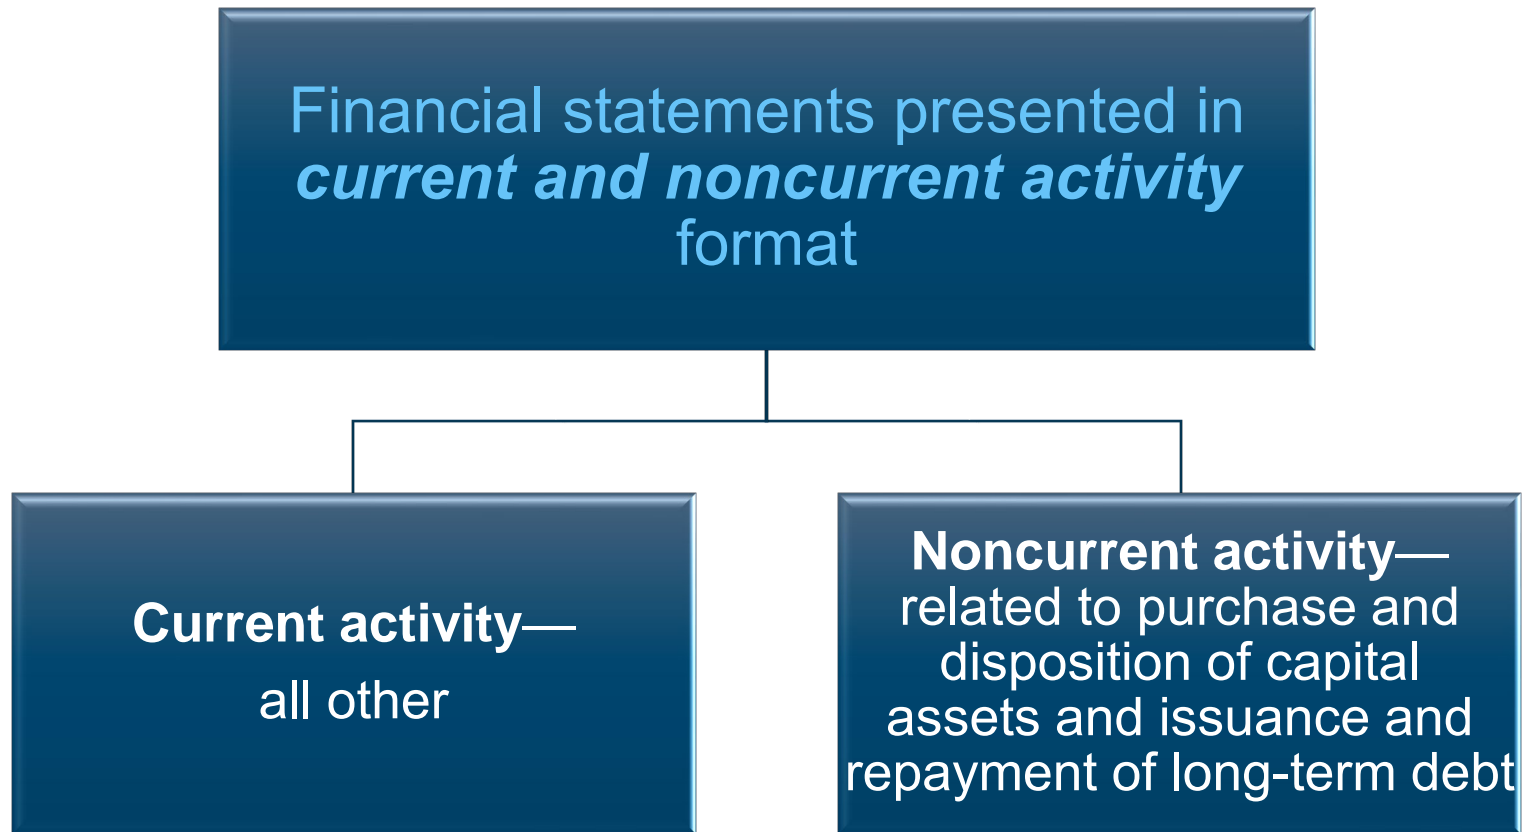 Financial statements presented in
current and noncurrent activity
format
Current activity—
all other
Noncurrent activity—
related to purchase and
disposition of capital
assets and issuance and
repayment of long-term debt